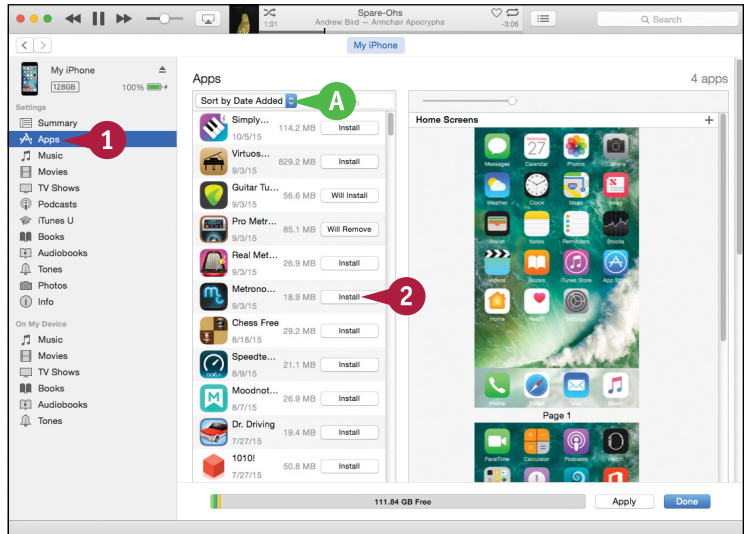 Spare-Ohs
1:01 Andrew Bird — Armchair Apocrypha -3:06
Search
My iPhone
My iPhone
128GB 100%
Settings
Summary
Apps
Music
Movies
TV Shows
Podcasts
iTunes U
Books
Audiobooks
Tones
Photos
Info
On My Device
Music
Movies
TV Shows
Books
Audiobooks
Tones
1
Apps 4 apps
Sort by Date Added
A
Simply...
10/5/15 114.2 MB Install
Virtuos...
9/3/15 829.2 MB Install
Guitar Tu...
9/3/15 56.6 MB Will Install
Pro Metr...
9/3/15 85.1 MB Will Remove
Real Met...
9/3/15 26.9 MB Install
Metrono...
9/3/15 18.9 MB Install
2
Chess Free
8/18/15 29.2 MB Install
Speedte...
8/9/15 21.1 MB Install
Moodnot...
8/7/15 26.9 MB Install
Dr. Driving
7/27/15 19.4 MB Install
1010!
7/27/15 50.8 MB Install
Home Screens
Wednesday
27
Messages Calendar Photos Camera
Weather Clock Maps News
Wallet Notes Reminders Stocks
Videos iBooks iTunes Store App Store
Home Health Settings
Phone Mail
Page 1
FaceTime Calculator Podcasts Watch
111.84 GB Free
Apply
Done